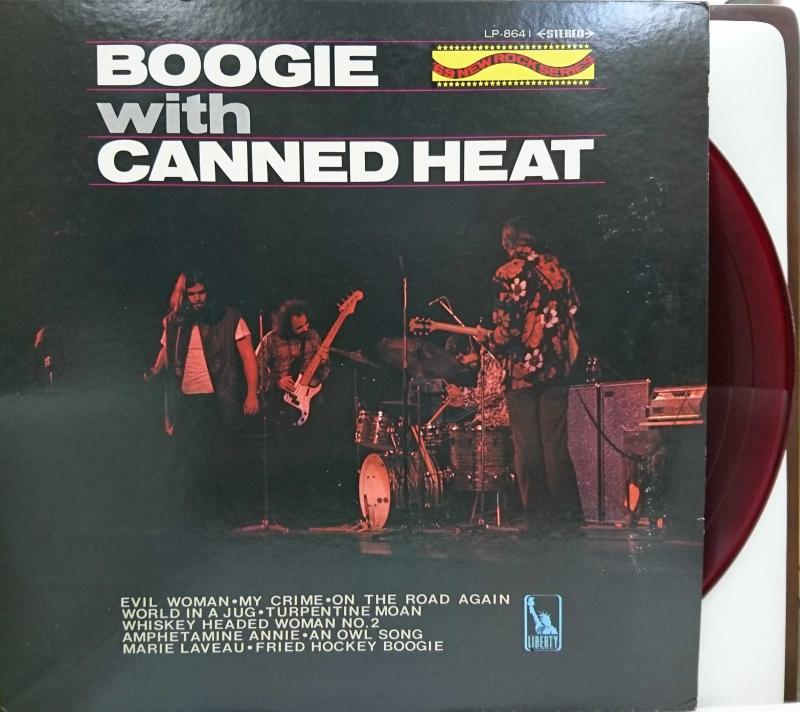 LP-8641 ←STEREO→
BOOGIE
'68 NEW ROCK SERIES
with
CANNED HEAT
EVIL WOMAN•MY CRIME•ON THE ROAD AGAIN
WORLD IN A JUG•TURPENTINE MOAN
WHISKEY HEADED WOMAN NO.2
AMPHETAMINE ANNIE•AN OWL SONG
MARIE LAVEAU•FRIED HOCKEY BOOGIE
LIBERTY